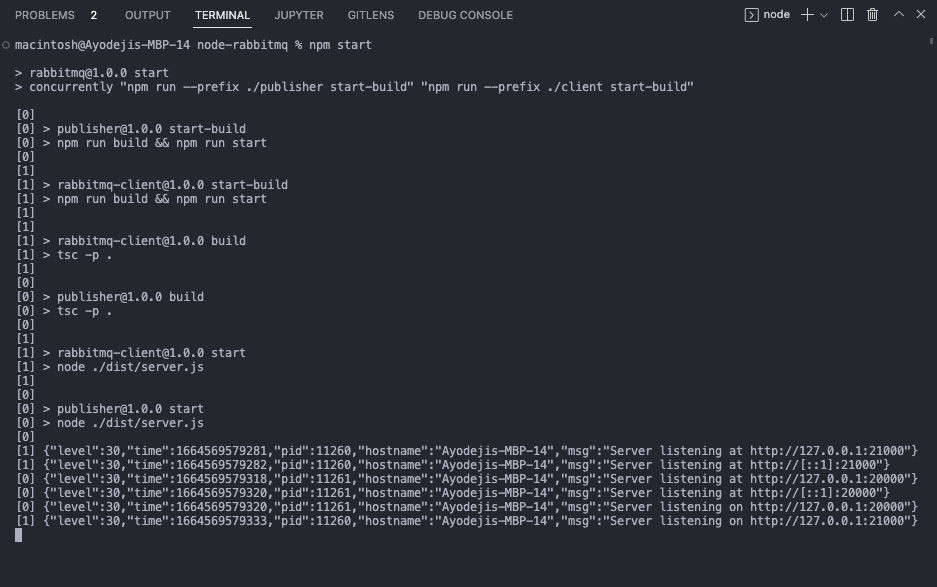 PROBLEMS 2 OUTPUT TERMINAL JUPYTER GITLENS DEBUG CONSOLE node
macintosh@Ayodejis-MBP-14 node-rabbitmq % npm start
> rabbitmq@1.0.0 start
> concurrently "npm run --prefix ./publisher start-build" "npm run --prefix ./client start-build"
[0]
[0] > publisher@1.0.0 start-build
[0] > npm run build && npm run start
[0]
[1]
[1] > rabbitmq-client@1.0.0 start-build
[1] > npm run build && npm run start
[1]
[1]
[1] > rabbitmq-client@1.0.0 build
[1] > tsc -p .
[1]
[0]
[0] > publisher@1.0.0 build
[0] > tsc -p .
[0]
[1]
[1] > rabbitmq-client@1.0.0 start
[1] > node ./dist/server.js
[1]
[0]
[0] > publisher@1.0.0 start
[0] > node ./dist/server.js
[0]
[1] {"level":30,"time":1664569579281,"pid":11260,"hostname":"Ayodejis-MBP-14","msg":"Server listening at http://127.0.0.1:21000"}
[1] {"level":30,"time":1664569579282,"pid":11260,"hostname":"Ayodejis-MBP-14","msg":"Server listening at http://[::1]:21000"}
[0] {"level":30,"time":1664569579318,"pid":11261,"hostname":"Ayodejis-MBP-14","msg":"Server listening at http://127.0.0.1:20000"}
[0] {"level":30,"time":1664569579320,"pid":11261,"hostname":"Ayodejis-MBP-14","msg":"Server listening at http://[::1]:20000"}
[0] {"level":30,"time":1664569579320,"pid":11261,"hostname":"Ayodejis-MBP-14","msg":"Server listening on http://127.0.0.1:20000"}
[1] {"level":30,"time":1664569579333,"pid":11260,"hostname":"Ayodejis-MBP-14","msg":"Server listening on http://127.0.0.1:21000"}